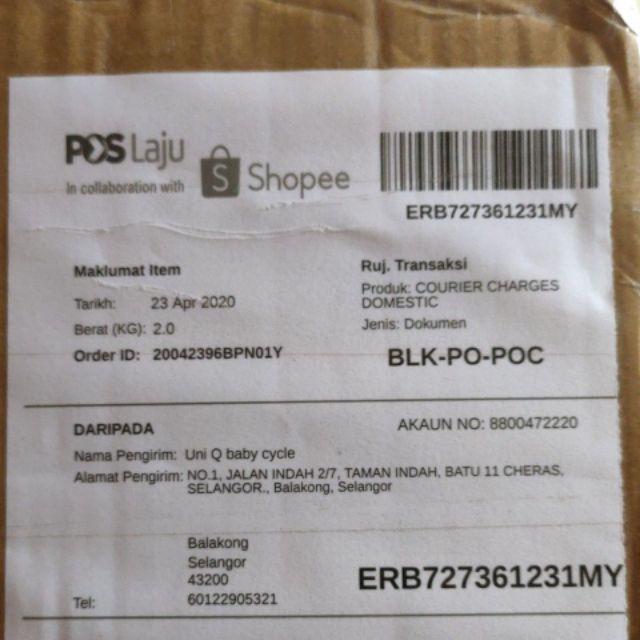 POS Laju
In collaboration with S Shopee
ERB727361231MY
Maklumat Item
Tarikh: 23 Apr 2020
Berat (KG): 2.0
Order ID: 20042396BPN01Y
Ruj. Transaksi
Produk: COURIER CHARGES
DOMESTIC
Jenis: Dokumen
BLK-PO-POC
DARIPADA
AKAUN NO: 8800472220
Nama Pengirim: Uni Q baby cycle
Alamat Pengirim: NO.1, JALAN INDAH 2/7, TAMAN INDAH, BATU 11 CHERAS,
SELANGOR., Balakong, Selangor
Balakong
Selangor
43200
Tel: 60122905321
ERB727361231MY